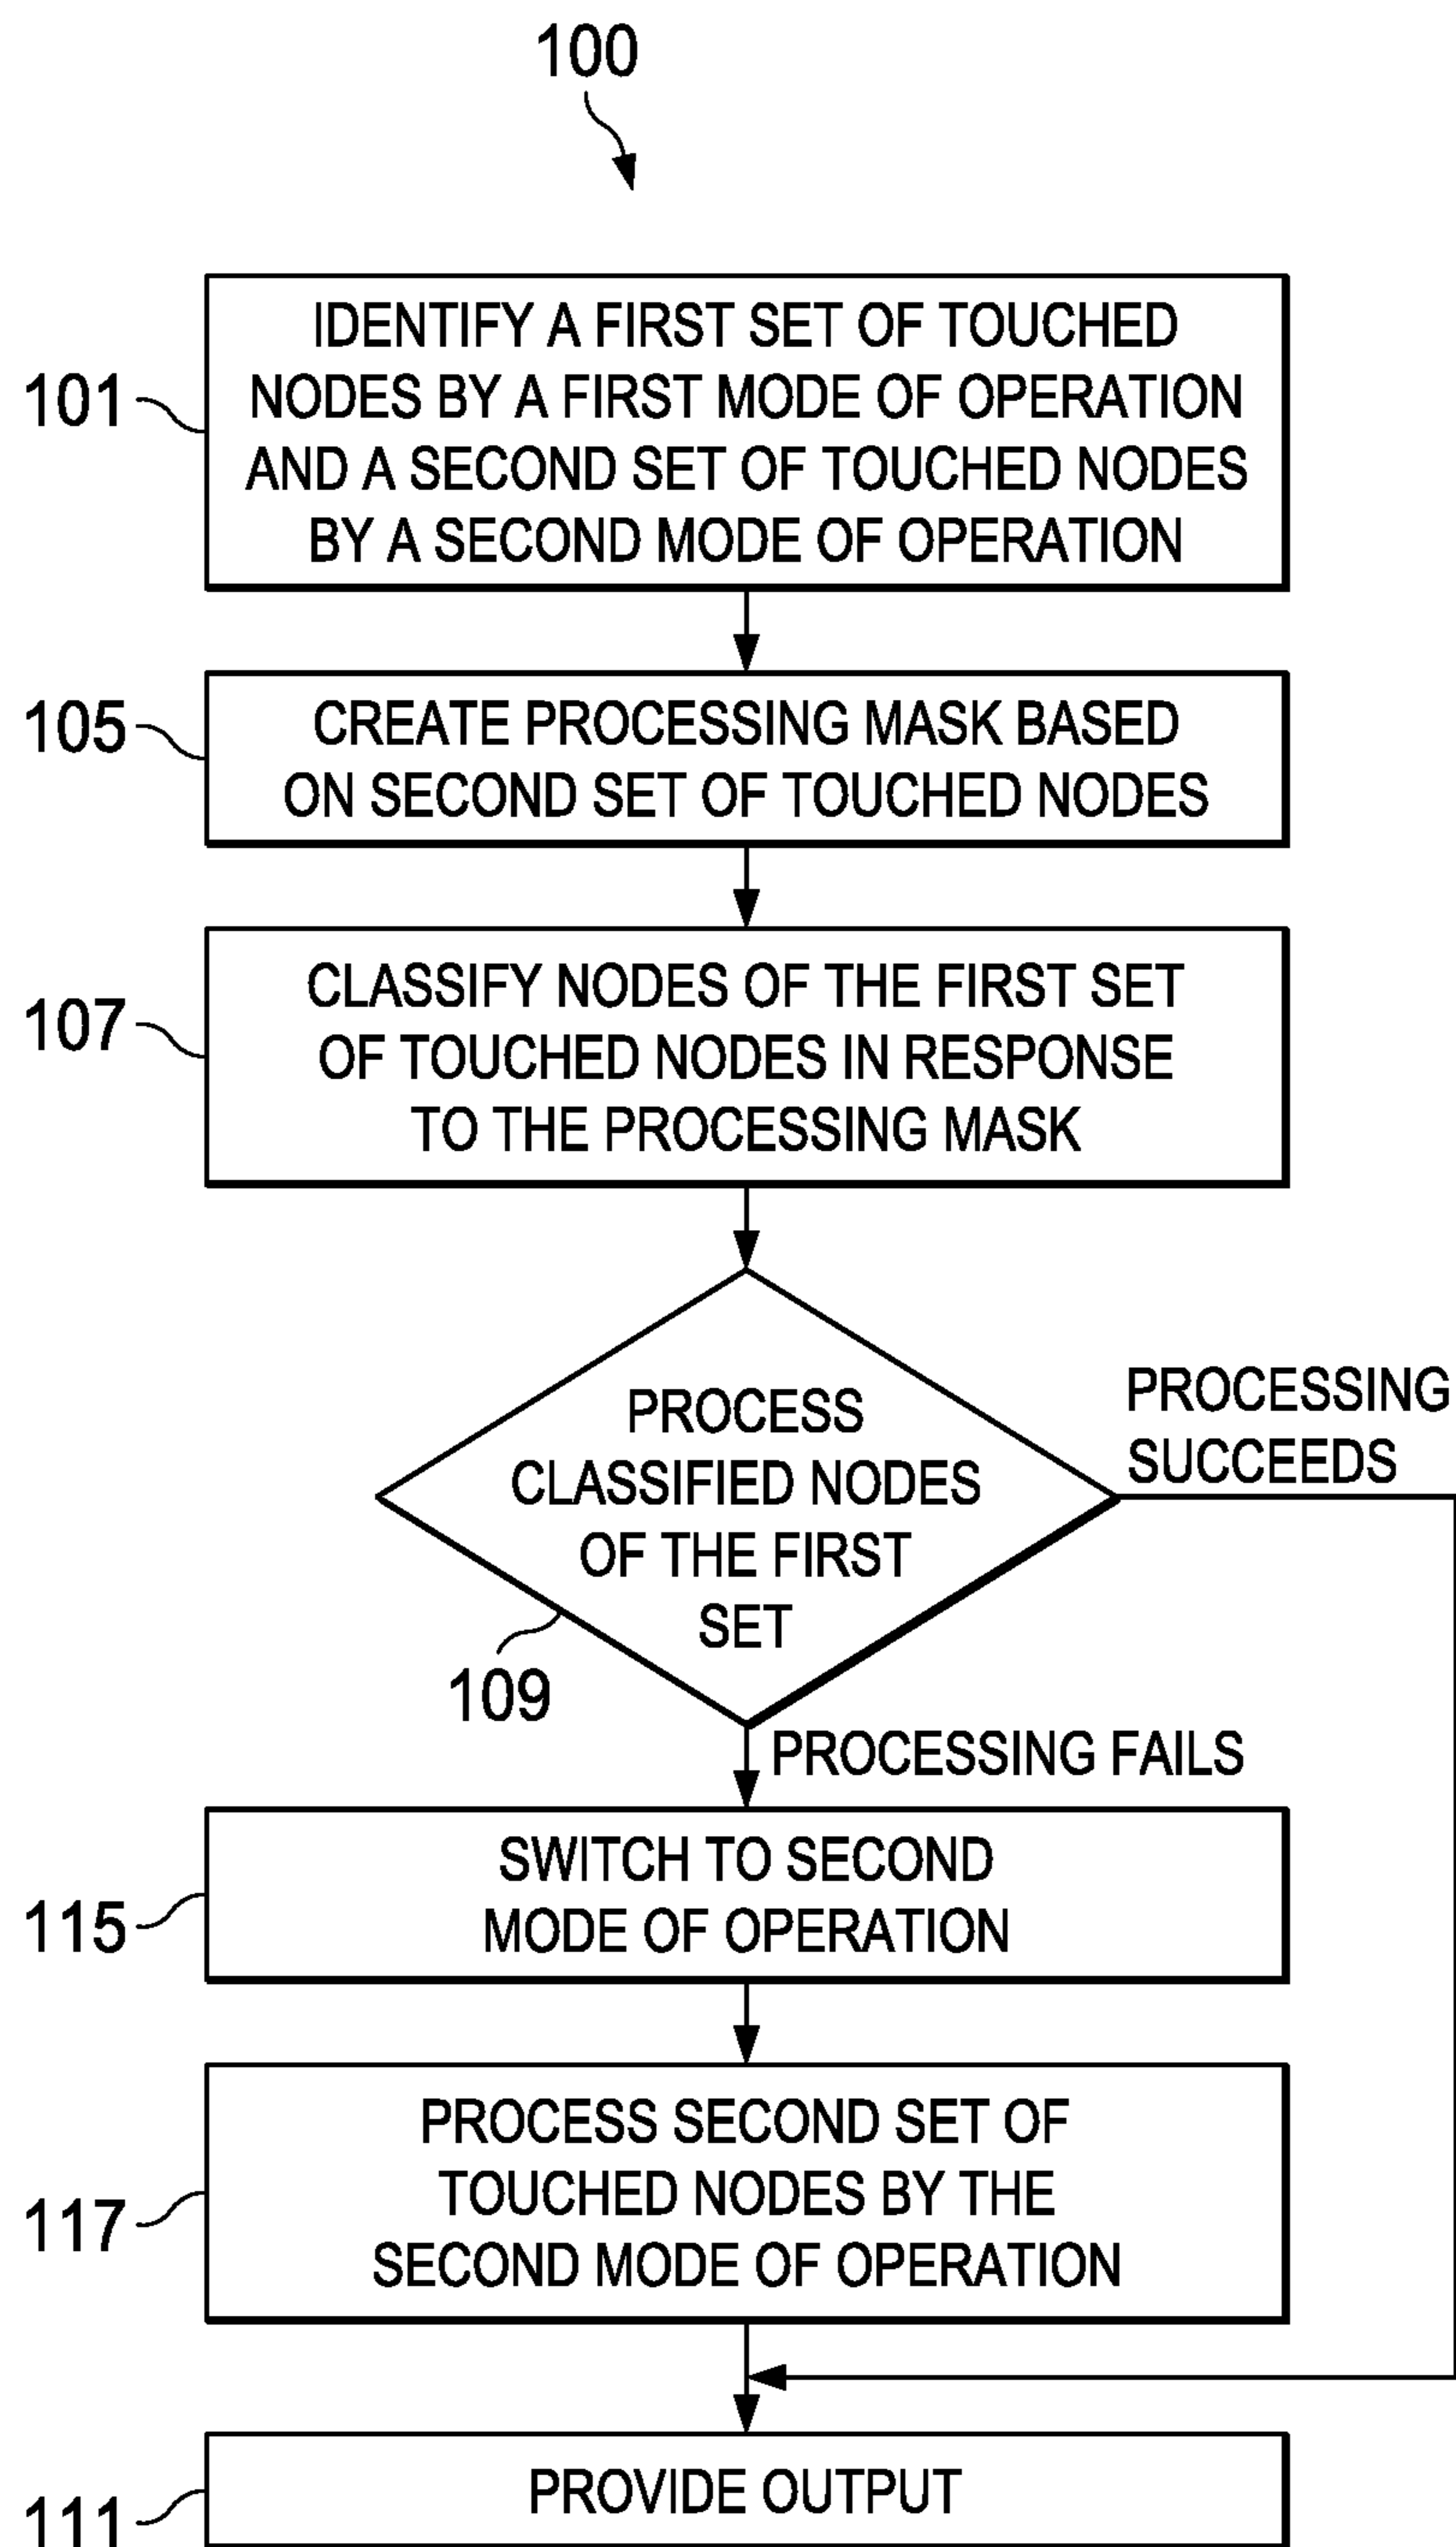 100
101
IDENTIFY A FIRST SET OF TOUCHED
NODES BY A FIRST MODE OF OPERATION
AND A SECOND SET OF TOUCHED NODES
BY A SECOND MODE OF OPERATION
105
CREATE PROCESSING MASK BASED
ON SECOND SET OF TOUCHED NODES
107
CLASSIFY NODES OF THE FIRST SET
OF TOUCHED NODES IN RESPONSE
TO THE PROCESSING MASK
PROCESS
CLASSIFIED NODES
OF THE FIRST
SET
109
PROCESSING
SUCCEEDS
PROCESSING FAILS
115
SWITCH TO SECOND
MODE OF OPERATION
117
PROCESS SECOND SET OF
TOUCHED NODES BY THE
SECOND MODE OF OPERATION
111
PROVIDE OUTPUT